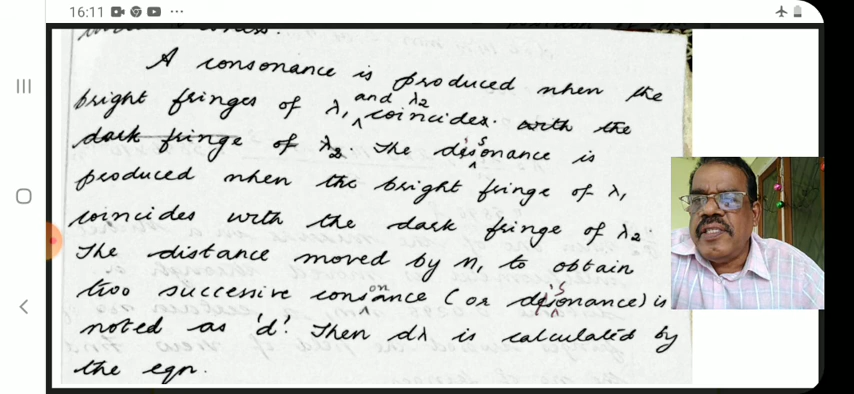 16:11
A consonance is produced when the
bright fringes of λ₁ and λ₂ coincides. with the
dark fringe of λ₂. The dissonance is
produced when the bright fringe of λ₁
coincides with the dark fringe of λ₂
The distance moved by M₁ to obtain
two successive consonance (or dissonance) is
noted as 'd'. Then dλ is calculated by
the eqn.